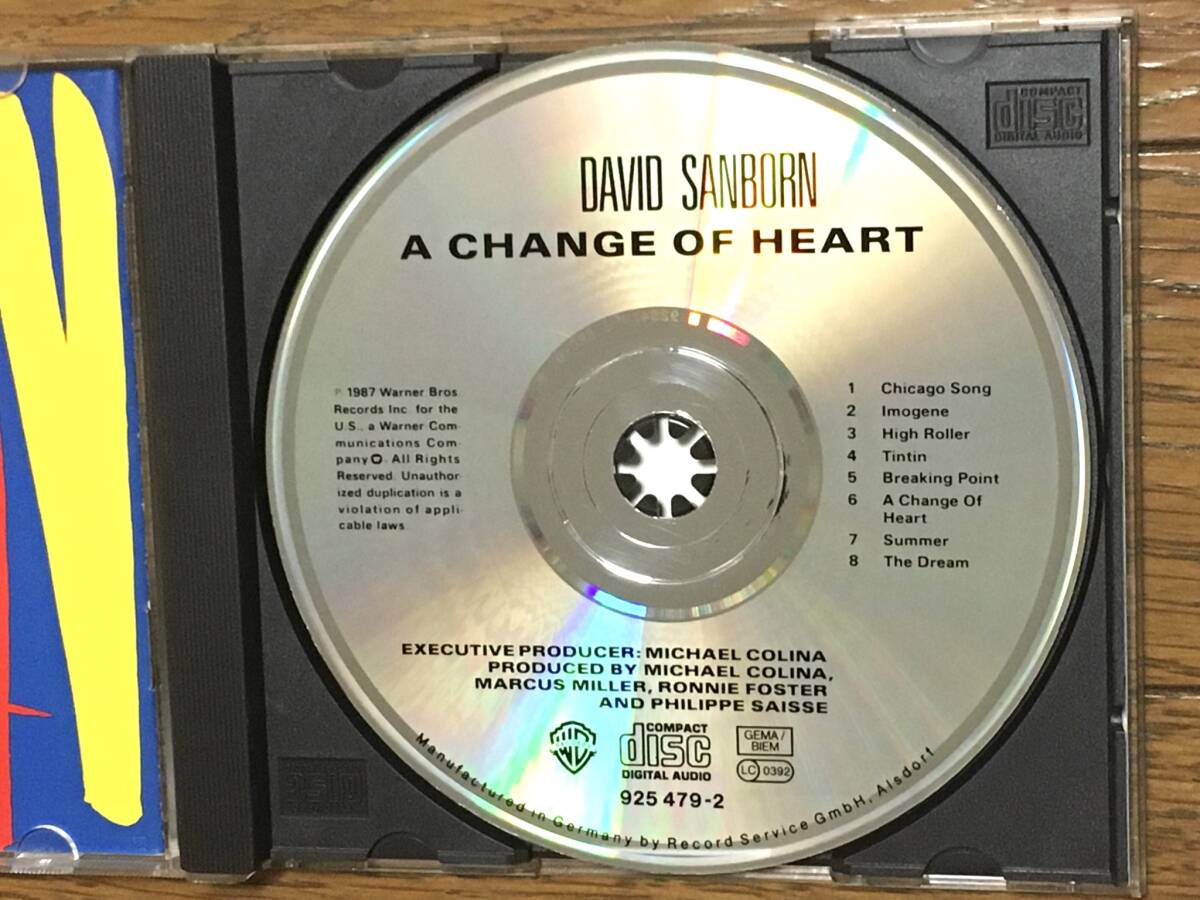 DAVID SANBORN
A CHANGE OF HEART
℗ 1987 Warner Bros
Records Inc. for the
U.S., a Warner Com-
munications Com-
pany. All Rights
Reserved. Unauthor-
ized duplication is a
violation of appli-
cable laws.
1 Chicago Song
2 Imogene
3 High Roller
4 Tintin
5 Breaking Point
6 A Change Of
Heart
7 Summer
8 The Dream
EXECUTIVE PRODUCER: MICHAEL COLINA
PRODUCED BY MICHAEL COLINA,
MARCUS MILLER, RONNIE FOSTER
AND PHILIPPE SAISSE
COMPACT
disc
DIGITAL AUDIO
GEMA/
BIEM
LC 0392
925 479-2
Manufactured in Germany by Record Service GmbH, Alsdorf
COMPACT
disc
DIGITAL AUDIO